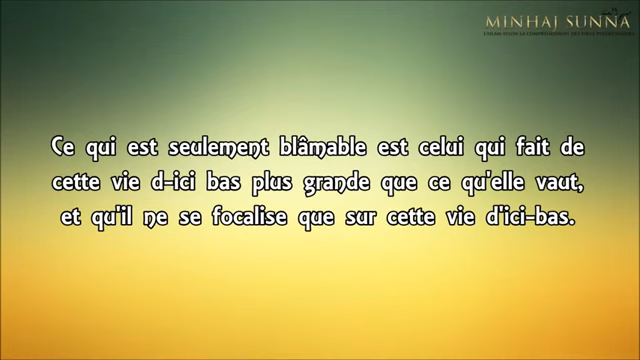 MINHAJ SUNNA
Ce qui est seulement blâmable est celui qui fait de
cette vie d-ici bas plus grande que ce qu'elle vaut,
et qu'il ne se focalise que sur cette vie d'ici-bas.